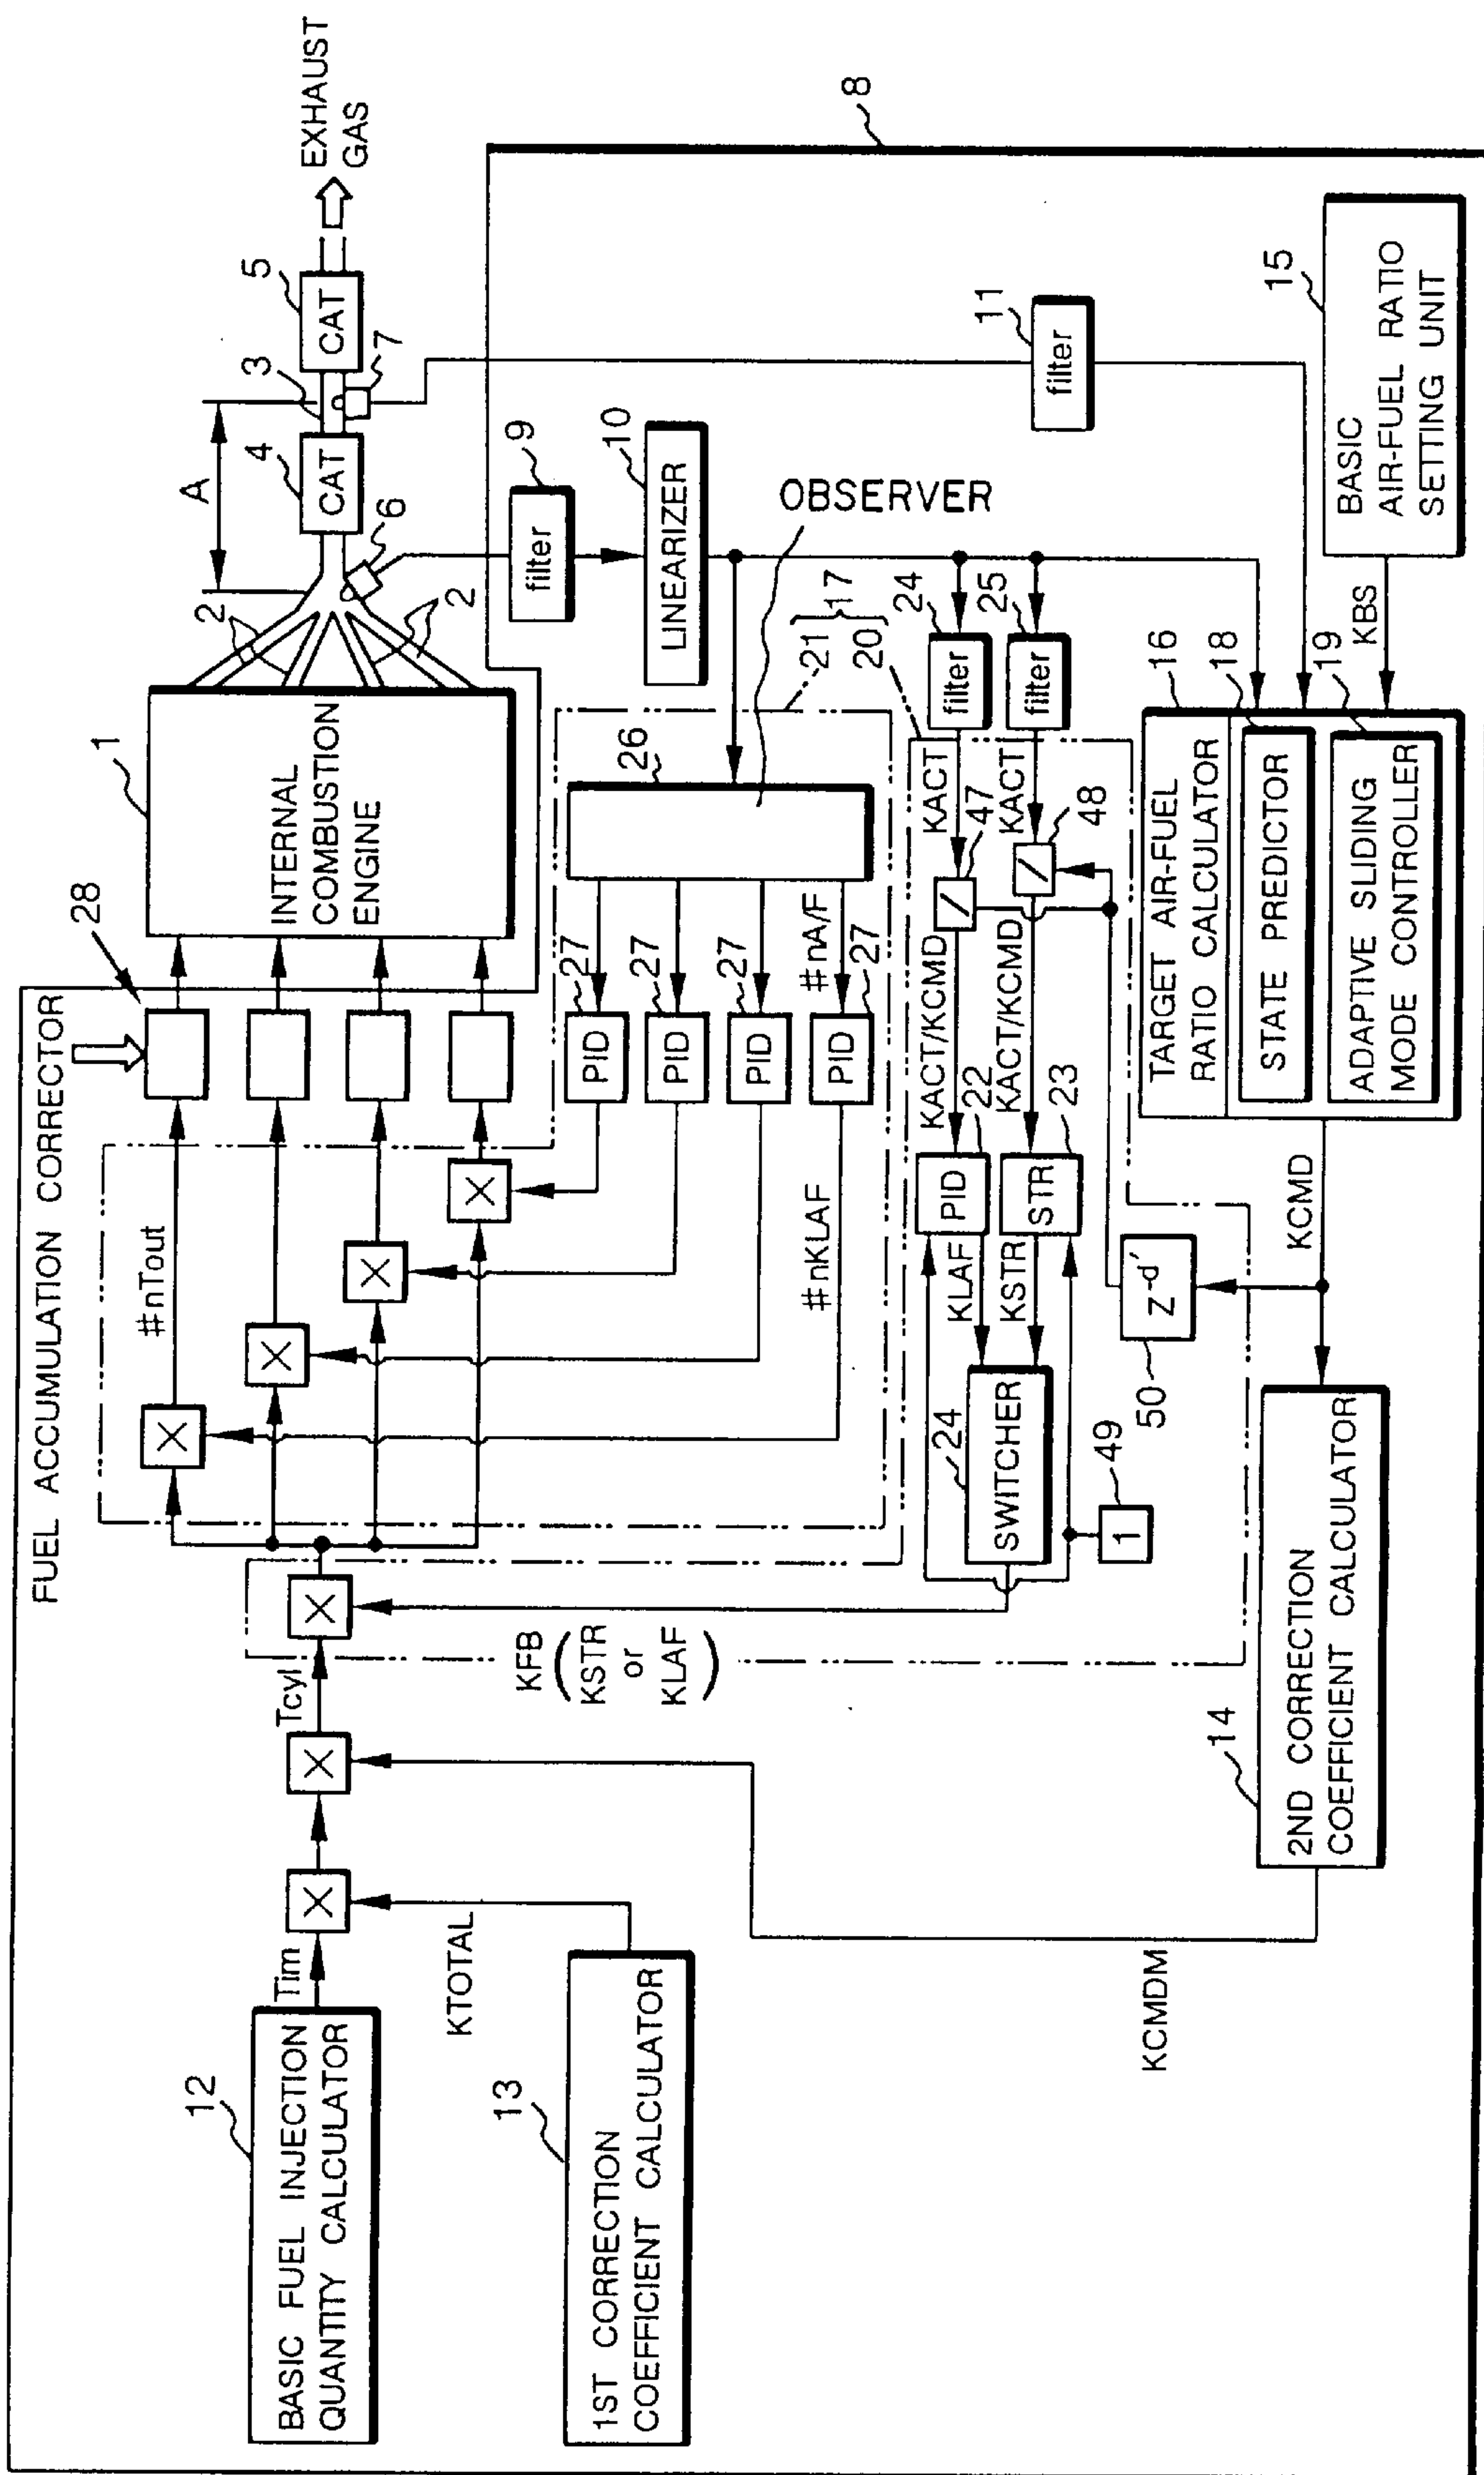 FUEL ACCUMULATION CORRECTOR
28
1
INTERNAL
COMBUSTION
ENGINE
2
2
A
4
CAT
3
5
CAT
EXHAUST
GAS
6
7
8
12
BASIC FUEL INJECTION
QUANTITY CALCULATOR
Tim
×
×
Tcyl
×
×
×
×
×
#nTout
13
1ST CORRECTION
COEFFICIENT CALCULATOR
KTOTAL
KFB
(KSTR
or
KLAF)
PID
27
PID
27
PID
27
PID
27
#nKLAF
#nA/F
26
OBSERVER
9
filter
10
LINEARIZER
11
filter
21
20
} 17
24
SWITCHER
KLAF
KSTR
PID
22
STR
23
KACT/KCMD
KACT/KCMD
47
/
48
/
KACT
KACT
24
filter
25
filter
49
1
50
Z-d'
KCMD
14
2ND CORRECTION
COEFFICIENT CALCULATOR
KCMDM
16
TARGET AIR-FUEL
RATIO CALCULATOR
18
STATE PREDICTOR
19
ADAPTIVE SLIDING
MODE CONTROLLER
KBS
15
BASIC
AIR-FUEL RATIO
SETTING UNIT